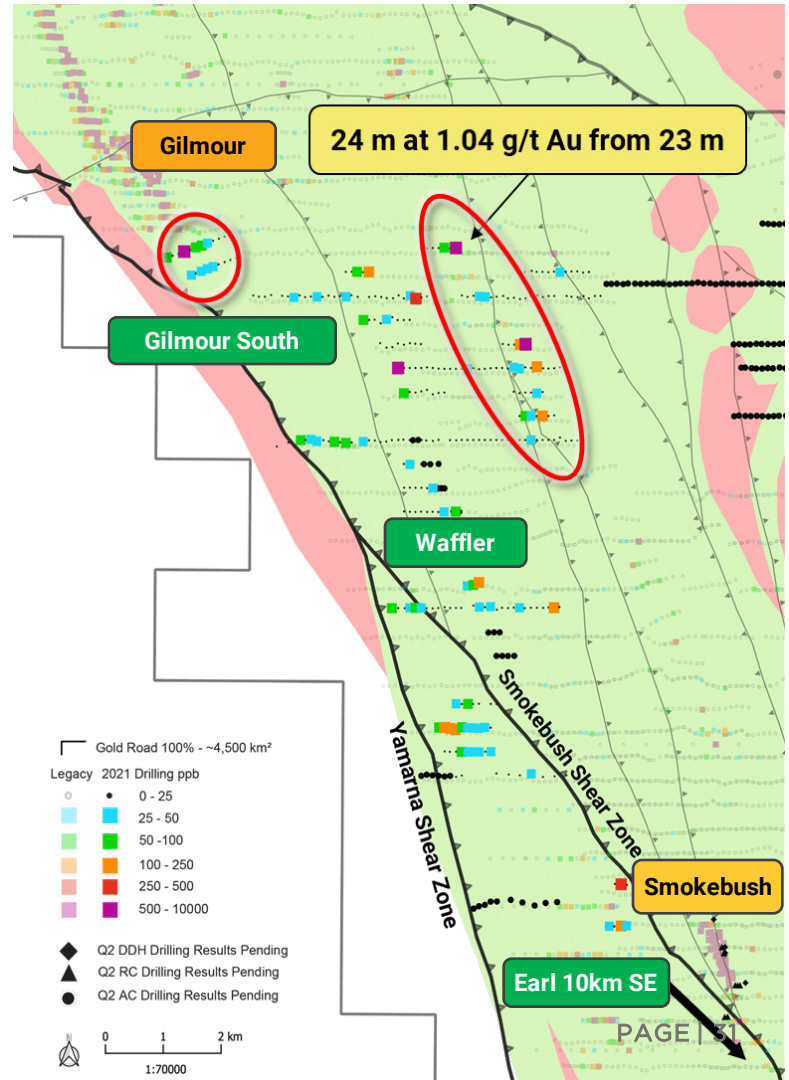 Gilmour
24 m at 1.04 g/t Au from 23 m
Gilmour South
Waffler
Smokebush Shear Zone
Yamarna Shear Zone
Gold Road 100% - ~4,500 km²
Legacy 2021 Drilling ppb
0 - 25
25 - 50
50 -100
100 - 250
250 - 500
500 - 10000
Smokebush
Q2 DDH Drilling Results Pending
Q2 RC Drilling Results Pending
Q2 AC Drilling Results Pending
Earl 10km SE
PAGE | 31
N
0 1 2 km
1:70000